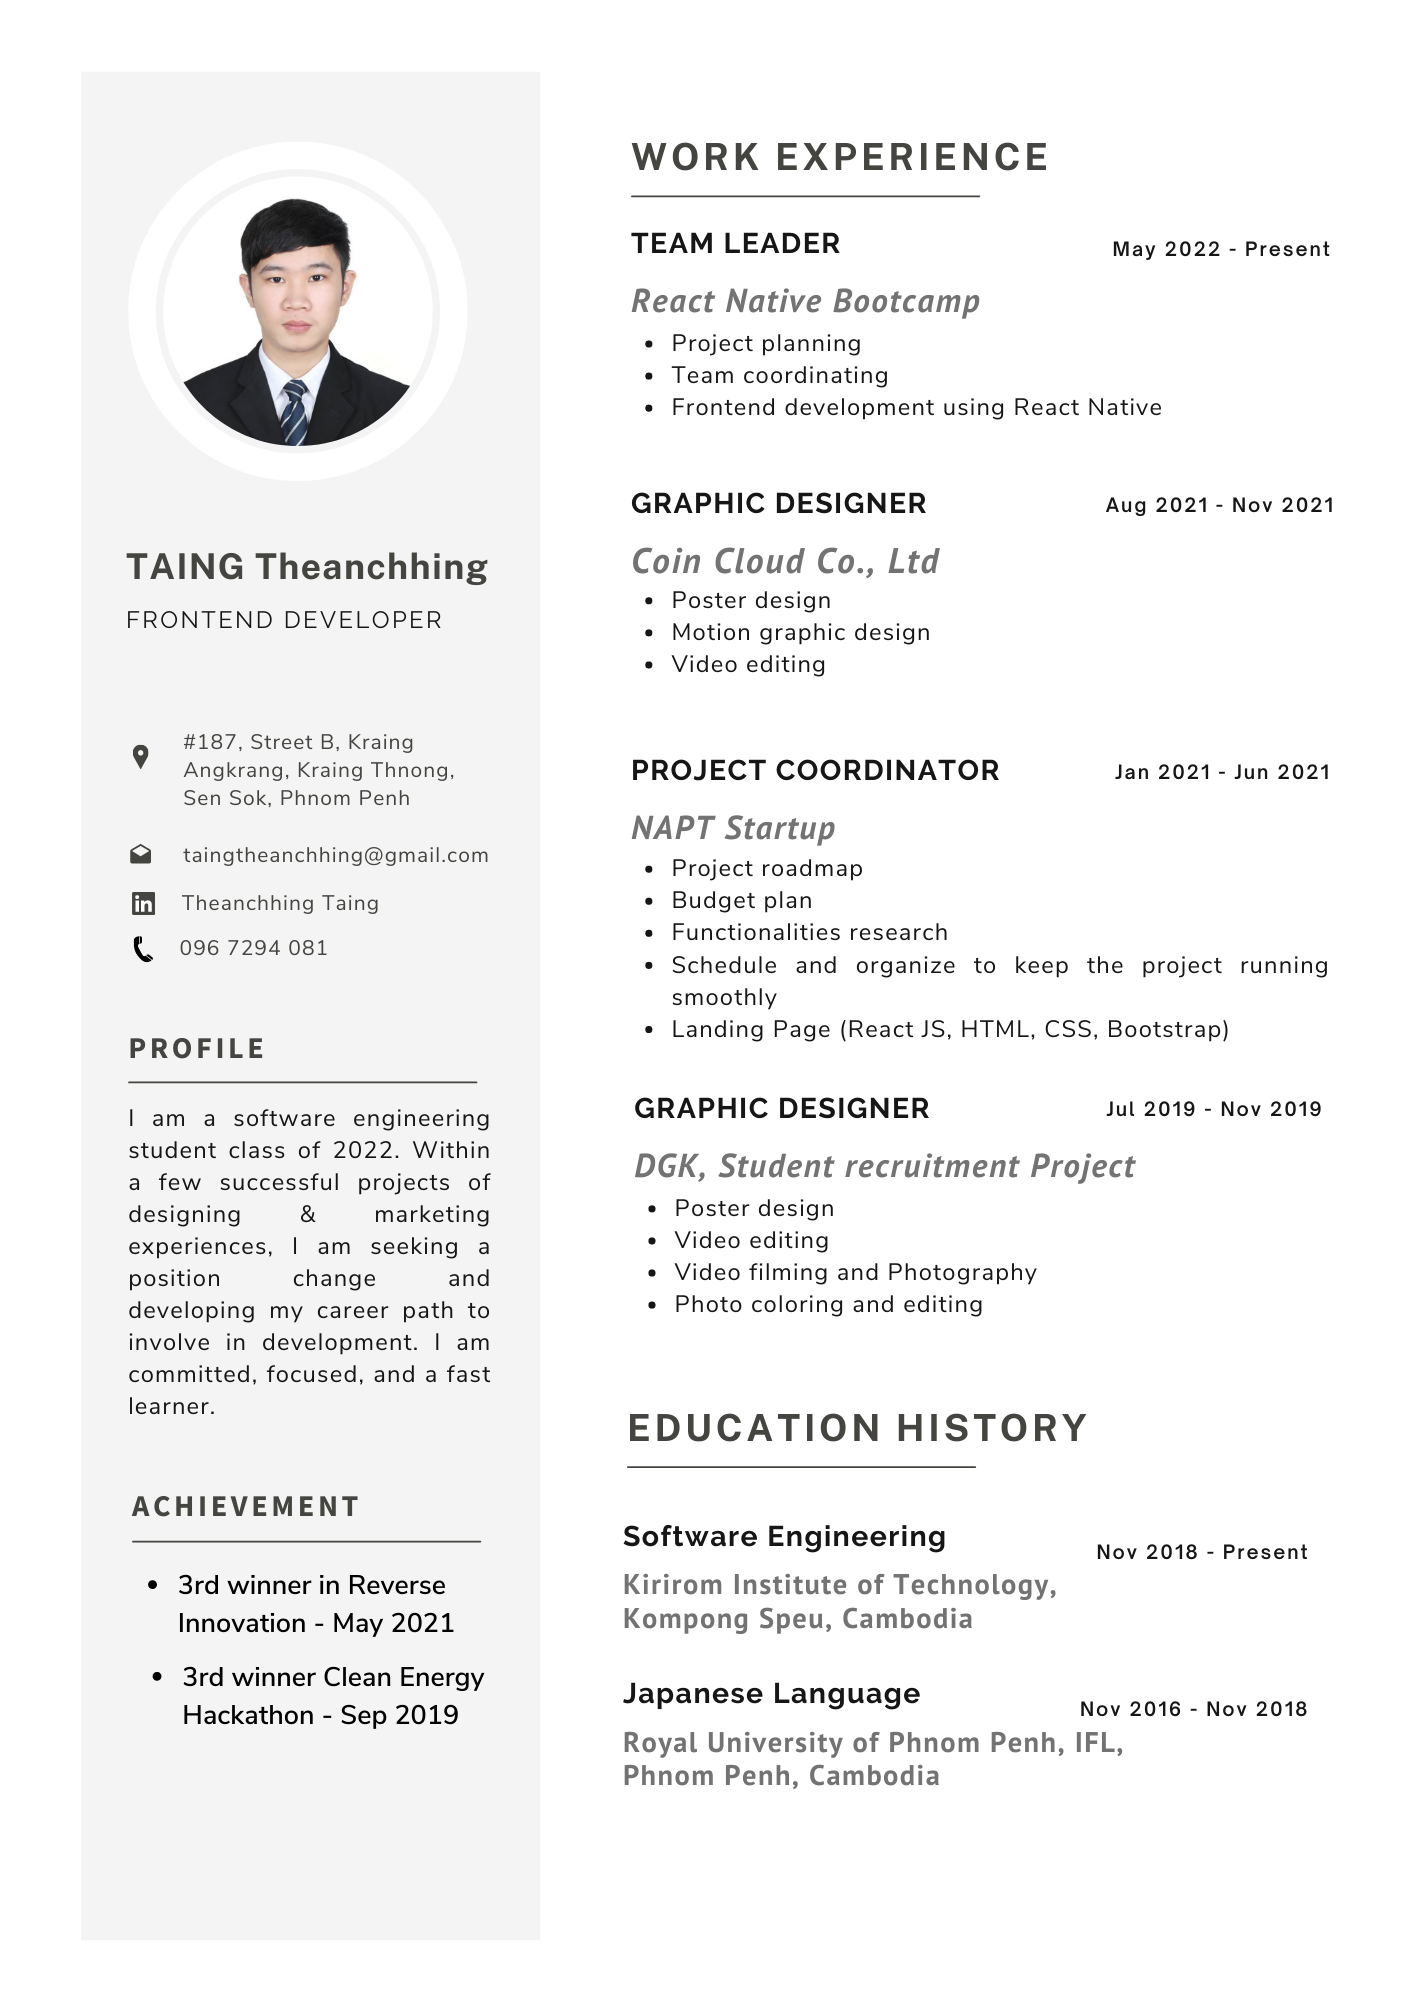 TAING Theanchhing
FRONTEND DEVELOPER
#187, Street B, Kraing
Angkrang, Kraing Thnong,
Sen Sok, Phnom Penh
taingtheanchhing@gmail.com
Theanchhing Taing
096 7294 081
PROFILE
I am a software engineering
student class of 2022. Within
a few successful projects of
designing & marketing
experiences, I am seeking a
position change and
developing my career path to
involve in development. I am
committed, focused, and a fast
learner.
ACHIEVEMENT
• 3rd winner in Reverse
Innovation - May 2021
• 3rd winner Clean Energy
Hackathon - Sep 2019
WORK EXPERIENCE
TEAM LEADER May 2022 - Present
React Native Bootcamp
• Project planning
• Team coordinating
• Frontend development using React Native
GRAPHIC DESIGNER Aug 2021 - Nov 2021
Coin Cloud Co., Ltd
• Poster design
• Motion graphic design
• Video editing
PROJECT COORDINATOR Jan 2021 - Jun 2021
NAPT Startup
• Project roadmap
• Budget plan
• Functionalities research
• Schedule and organize to keep the project running
smoothly
• Landing Page (React JS, HTML, CSS, Bootstrap)
GRAPHIC DESIGNER Jul 2019 - Nov 2019
DGK, Student recruitment Project
• Poster design
• Video editing
• Video filming and Photography
• Photo coloring and editing
EDUCATION HISTORY
Software Engineering Nov 2018 - Present
Kirirom Institute of Technology,
Kompong Speu, Cambodia
Japanese Language Nov 2016 - Nov 2018
Royal University of Phnom Penh, IFL,
Phnom Penh, Cambodia